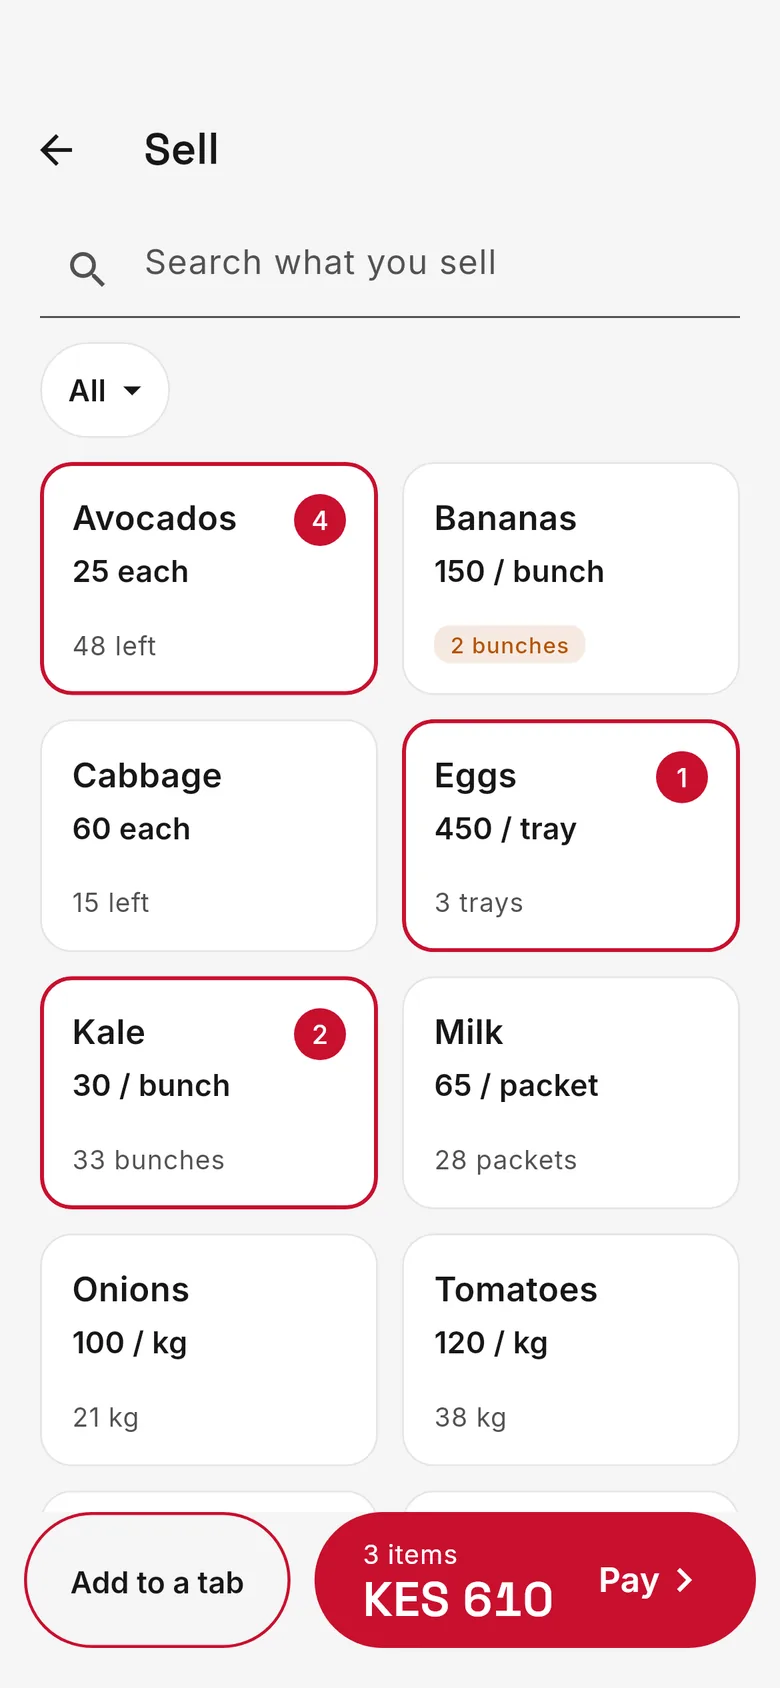 Sell
Search what you sell
All
Avocados
4
25 each
48 left
Bananas
150 / bunch
2 bunches
Cabbage
60 each
15 left
Eggs
1
450 / tray
3 trays
Kale
2
30 / bunch
33 bunches
Milk
65 / packet
28 packets
Onions
100 / kg
21 kg
Tomatoes
120 / kg
38 kg
Add to a tab
3 items
KES 610
Pay